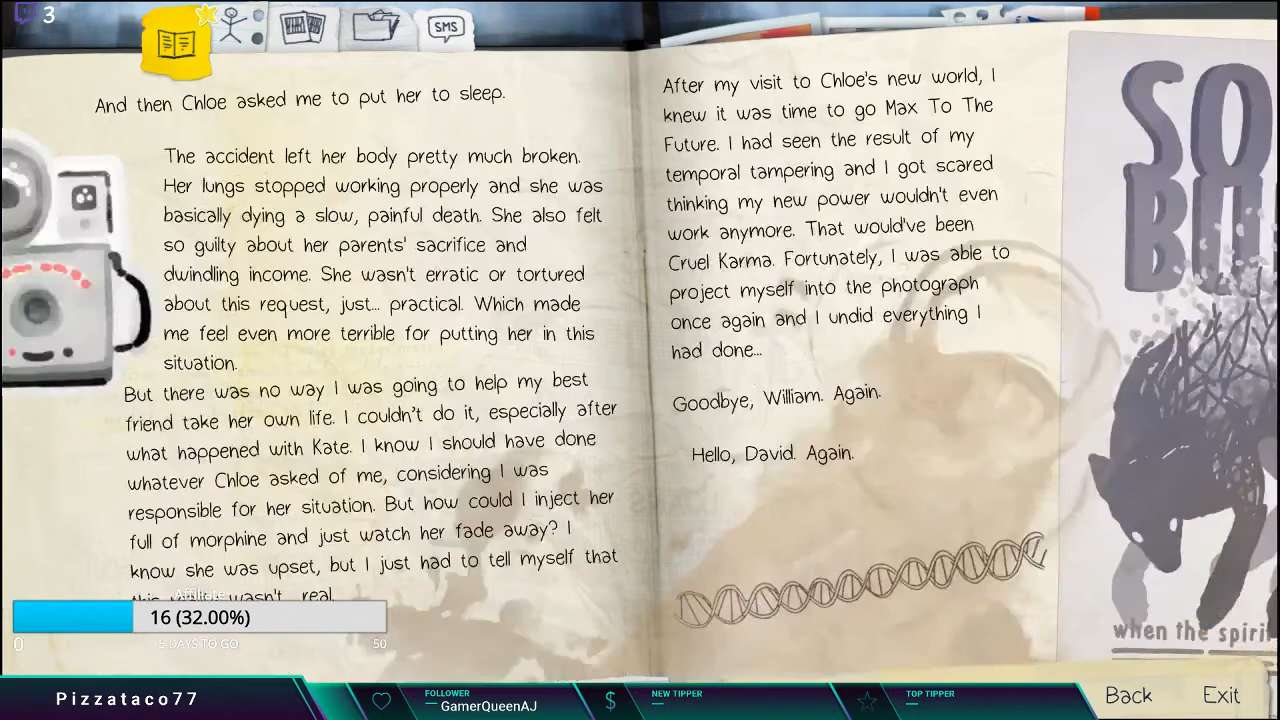 3
SMS
And then Chloe asked me to put her to sleep.
The accident left her body pretty much broken.
Her lungs stopped working properly and she was
basically dying a slow, painful death. She also felt
so guilty about her parents' sacrifice and
dwindling income. She wasn't erratic or tortured
about this request, just... practical. Which made
me feel even more terrible for putting her in this
situation.
But there was no way I was going to help my best
friend take her own life. I couldn't do it, especially after
what happened with Kate. I know I should have done
whatever Chloe asked of me, considering I was
responsible for her situation. But how could I inject her
full of morphine and just watch her fade away? I
know she was upset, but I just had to tell myself that
this wasn't real.
After my visit to Chloe's new world, I
knew it was time to go Max To The
Future. I had seen the result of my
temporal tampering and I got scared
thinking my new power wouldn't even
work anymore. That would've been
Cruel Karma. Fortunately, I was able to
project myself into the photograph
once again and I undid everything I
had done...
Goodbye, William. Again.
Hello, David. Again.
SO
BU
when the spiri
Affiliate
16 (32.00%)
0
5 DAYS TO GO
50
Pizzataco77
FOLLOWER
GamerQueenAJ
$
NEW TIPPER
TOP TIPPER
Back
Exit